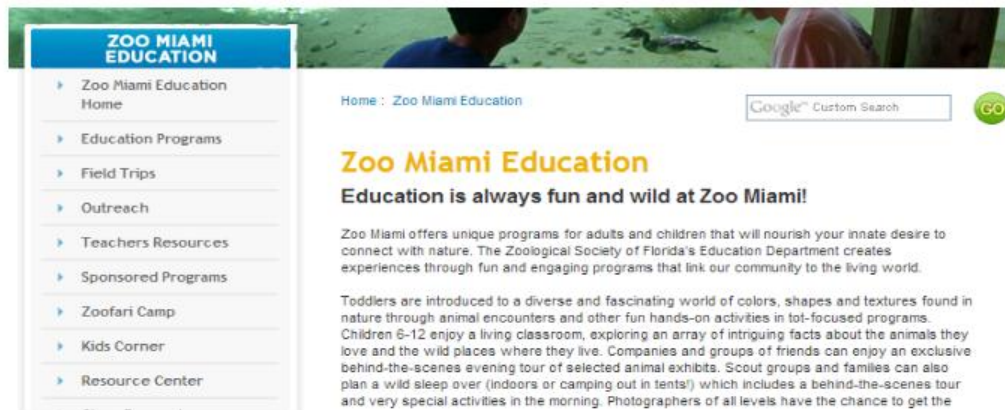 ZOO MIAMI
EDUCATION
Zoo Miami Education
Home
Education Programs
Field Trips
Outreach
Teachers Resources
Sponsored Programs
Zoofari Camp
Kids Corner
Resource Center
Home : Zoo Miami Education
Google™ Custom Search
GO
Zoo Miami Education
Education is always fun and wild at Zoo Miami!
Zoo Miami offers unique programs for adults and children that will nourish your innate desire to
connect with nature. The Zoological Society of Florida's Education Department creates
experiences through fun and engaging programs that link our community to the living world.
Toddlers are introduced to a diverse and fascinating world of colors, shapes and textures found in
nature through animal encounters and other fun hands-on activities in tot-focused programs.
Children 6-12 enjoy a living classroom, exploring an array of intriguing facts about the animals they
love and the wild places where they live. Companies and groups of friends can enjoy an exclusive
behind-the-scenes evening tour of selected animal exhibits. Scout groups and families can also
plan a wild sleep over (indoors or camping out in tents!) which includes a behind-the-scenes tour
and very special activities in the morning. Photographers of all levels have the chance to get the